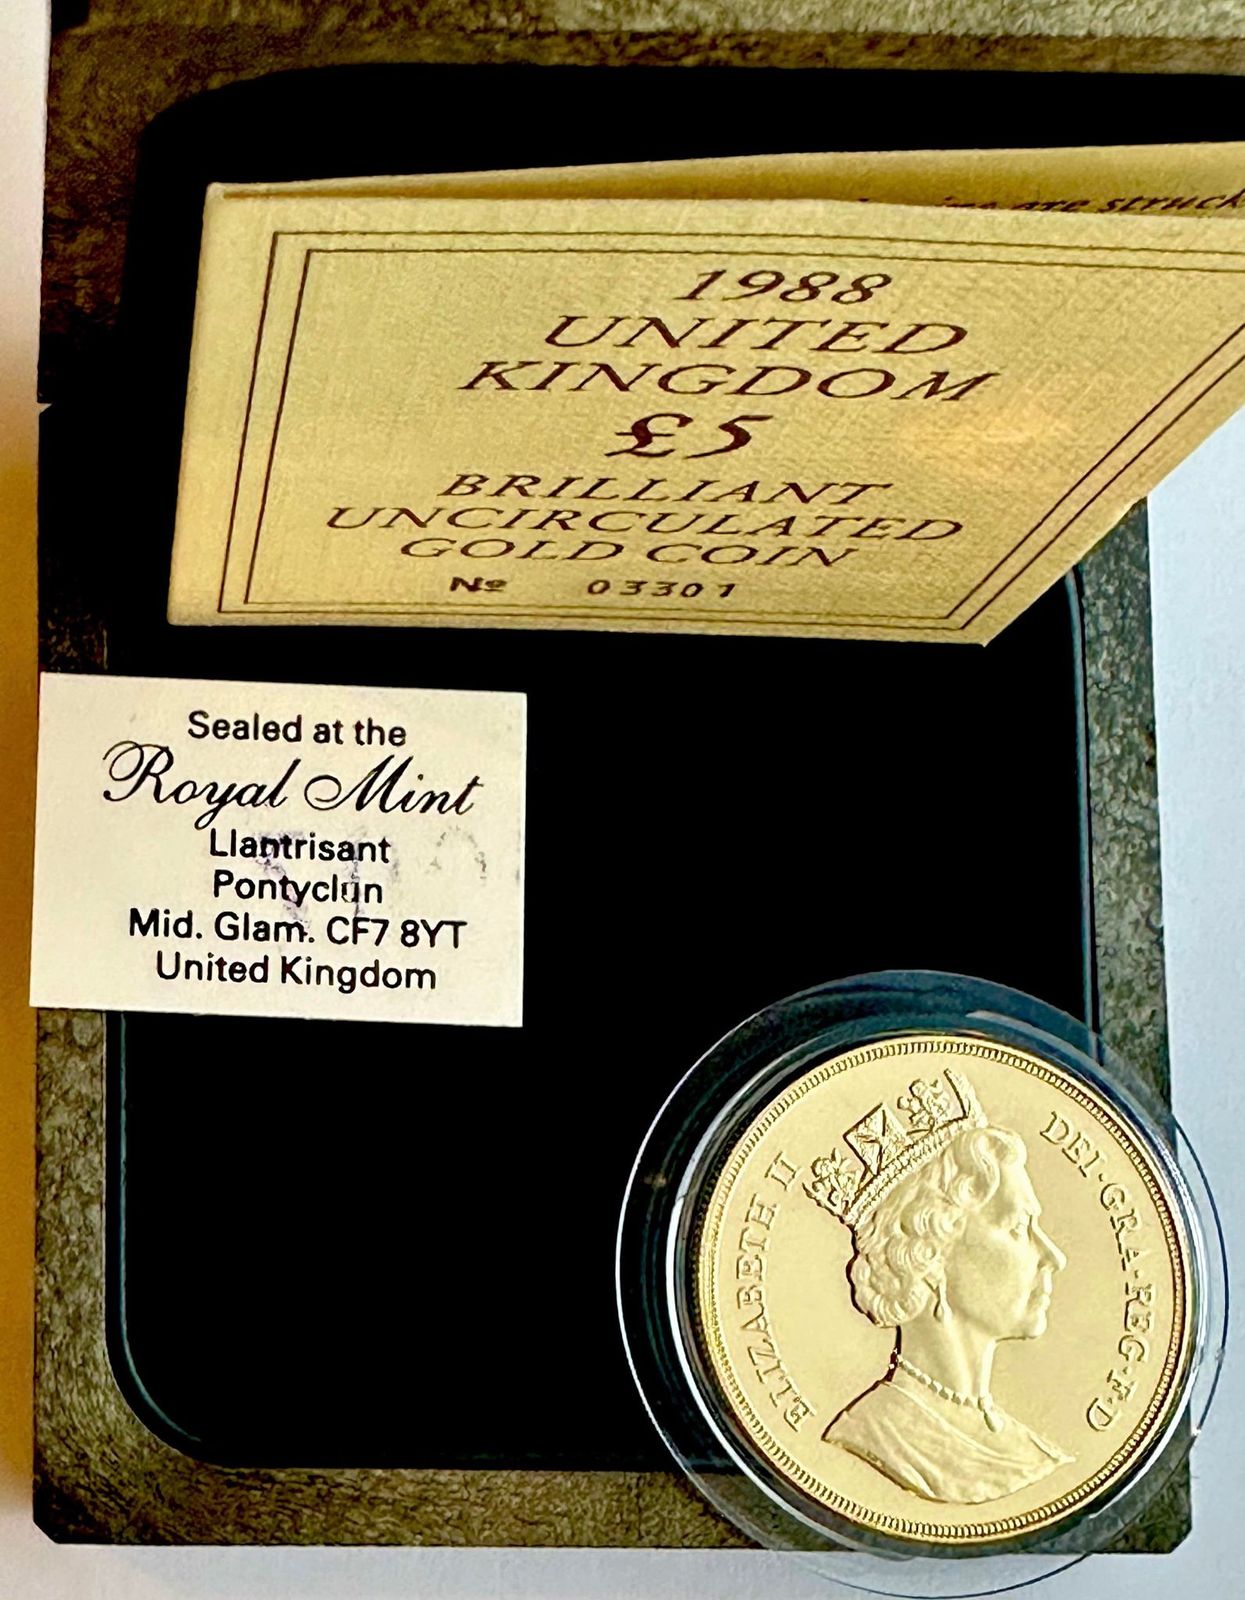 are struck
1988
UNITED
KINGDOM
£5
BRILLIANT
UNCIRCULATED
GOLD COIN
Nº 03301
Sealed at the
Royal Mint
Llantrisant
Pontyclun
Mid. Glam. CF7 8YT
United Kingdom
ELIZABETH II
DEI·GRA·REG·F·D